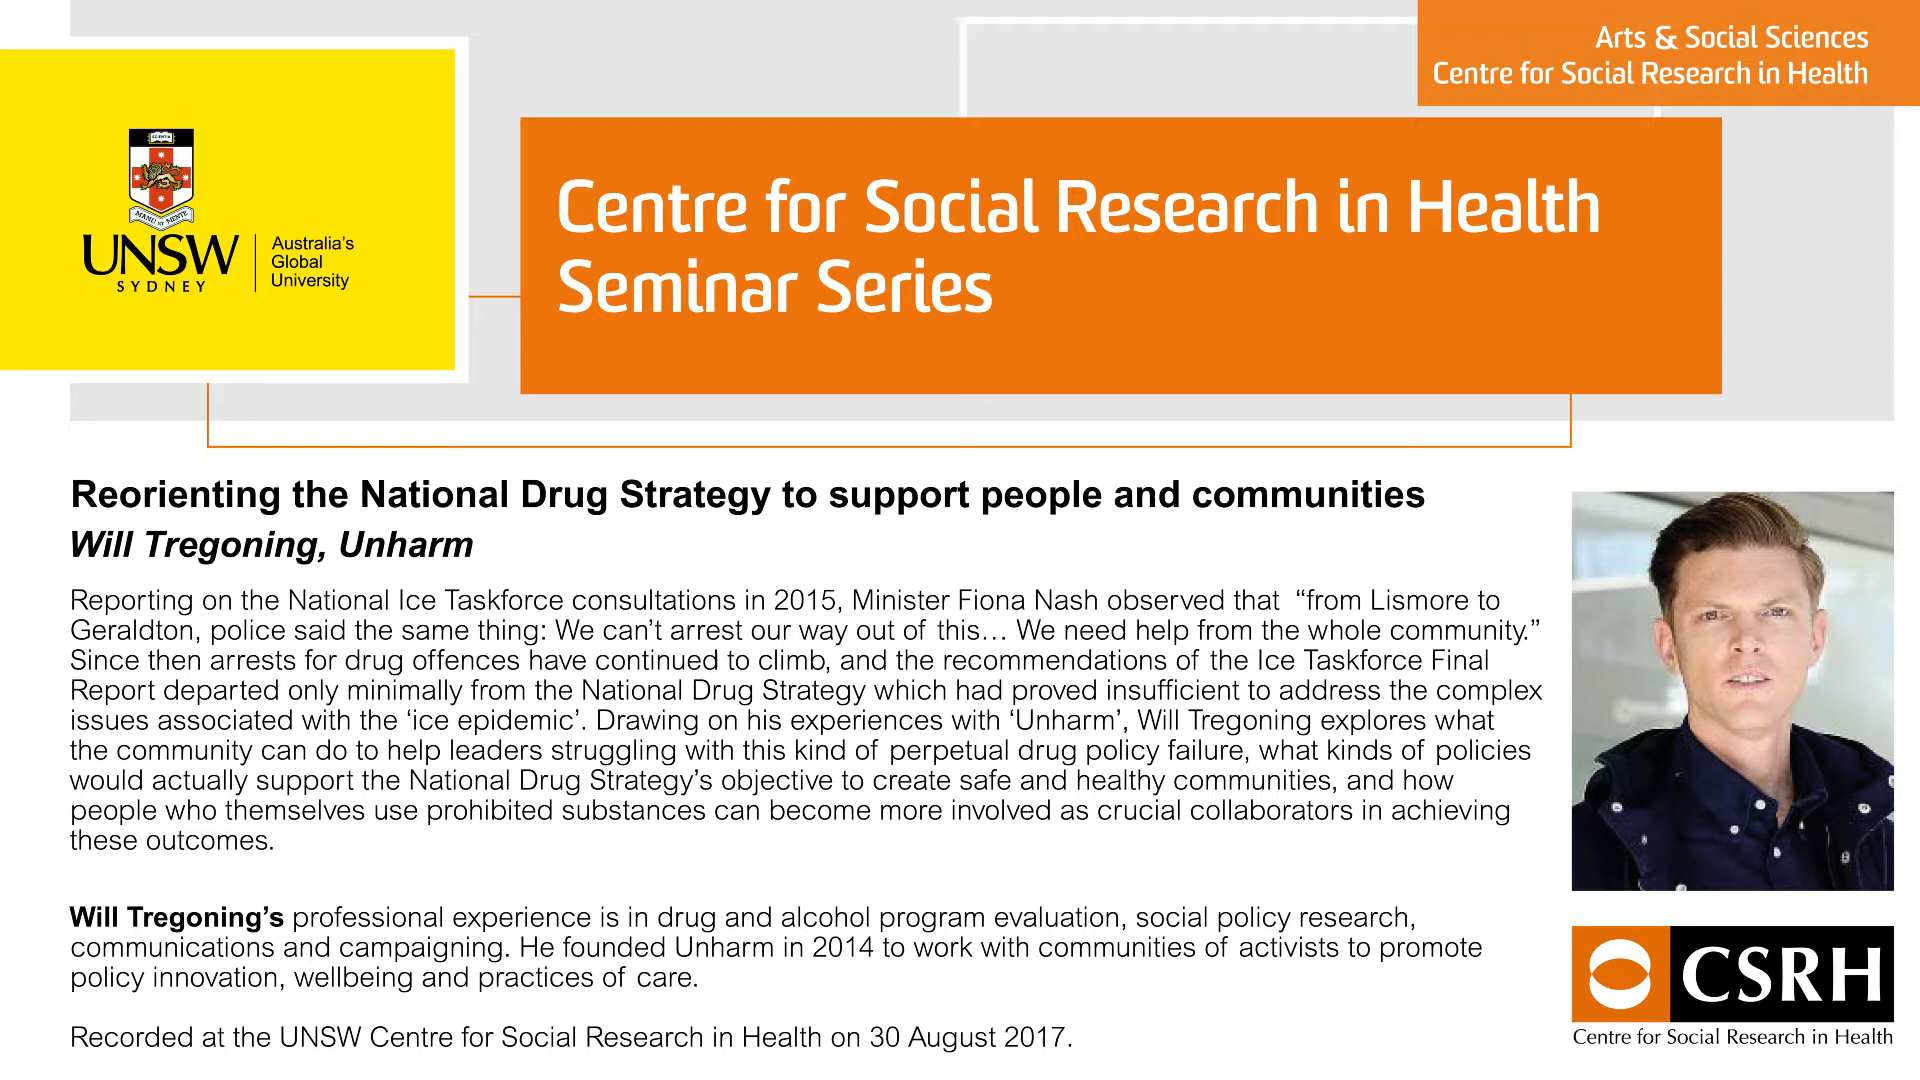 Arts & Social Sciences
Centre for Social Research in Health
SCIENTIA
MANU ET MENTE
UNSW
SYDNEY
Australia's
Global
University
Centre for Social Research in Health
Seminar Series
Reorienting the National Drug Strategy to support people and communities
Will Tregoning, Unharm
Reporting on the National Ice Taskforce consultations in 2015, Minister Fiona Nash observed that  “from Lismore to
Geraldton, police said the same thing: We can’t arrest our way out of this… We need help from the whole community.”
Since then arrests for drug offences have continued to climb, and the recommendations of the Ice Taskforce Final
Report departed only minimally from the National Drug Strategy which had proved insufficient to address the complex
issues associated with the ‘ice epidemic’. Drawing on his experiences with ‘Unharm’, Will Tregoning explores what
the community can do to help leaders struggling with this kind of perpetual drug policy failure, what kinds of policies
would actually support the National Drug Strategy’s objective to create safe and healthy communities, and how
people who themselves use prohibited substances can become more involved as crucial collaborators in achieving
these outcomes.
Will Tregoning’s professional experience is in drug and alcohol program evaluation, social policy research,
communications and campaigning. He founded Unharm in 2014 to work with communities of activists to promote
policy innovation, wellbeing and practices of care.
Recorded at the UNSW Centre for Social Research in Health on 30 August 2017.
CSRH
Centre for Social Research in Health